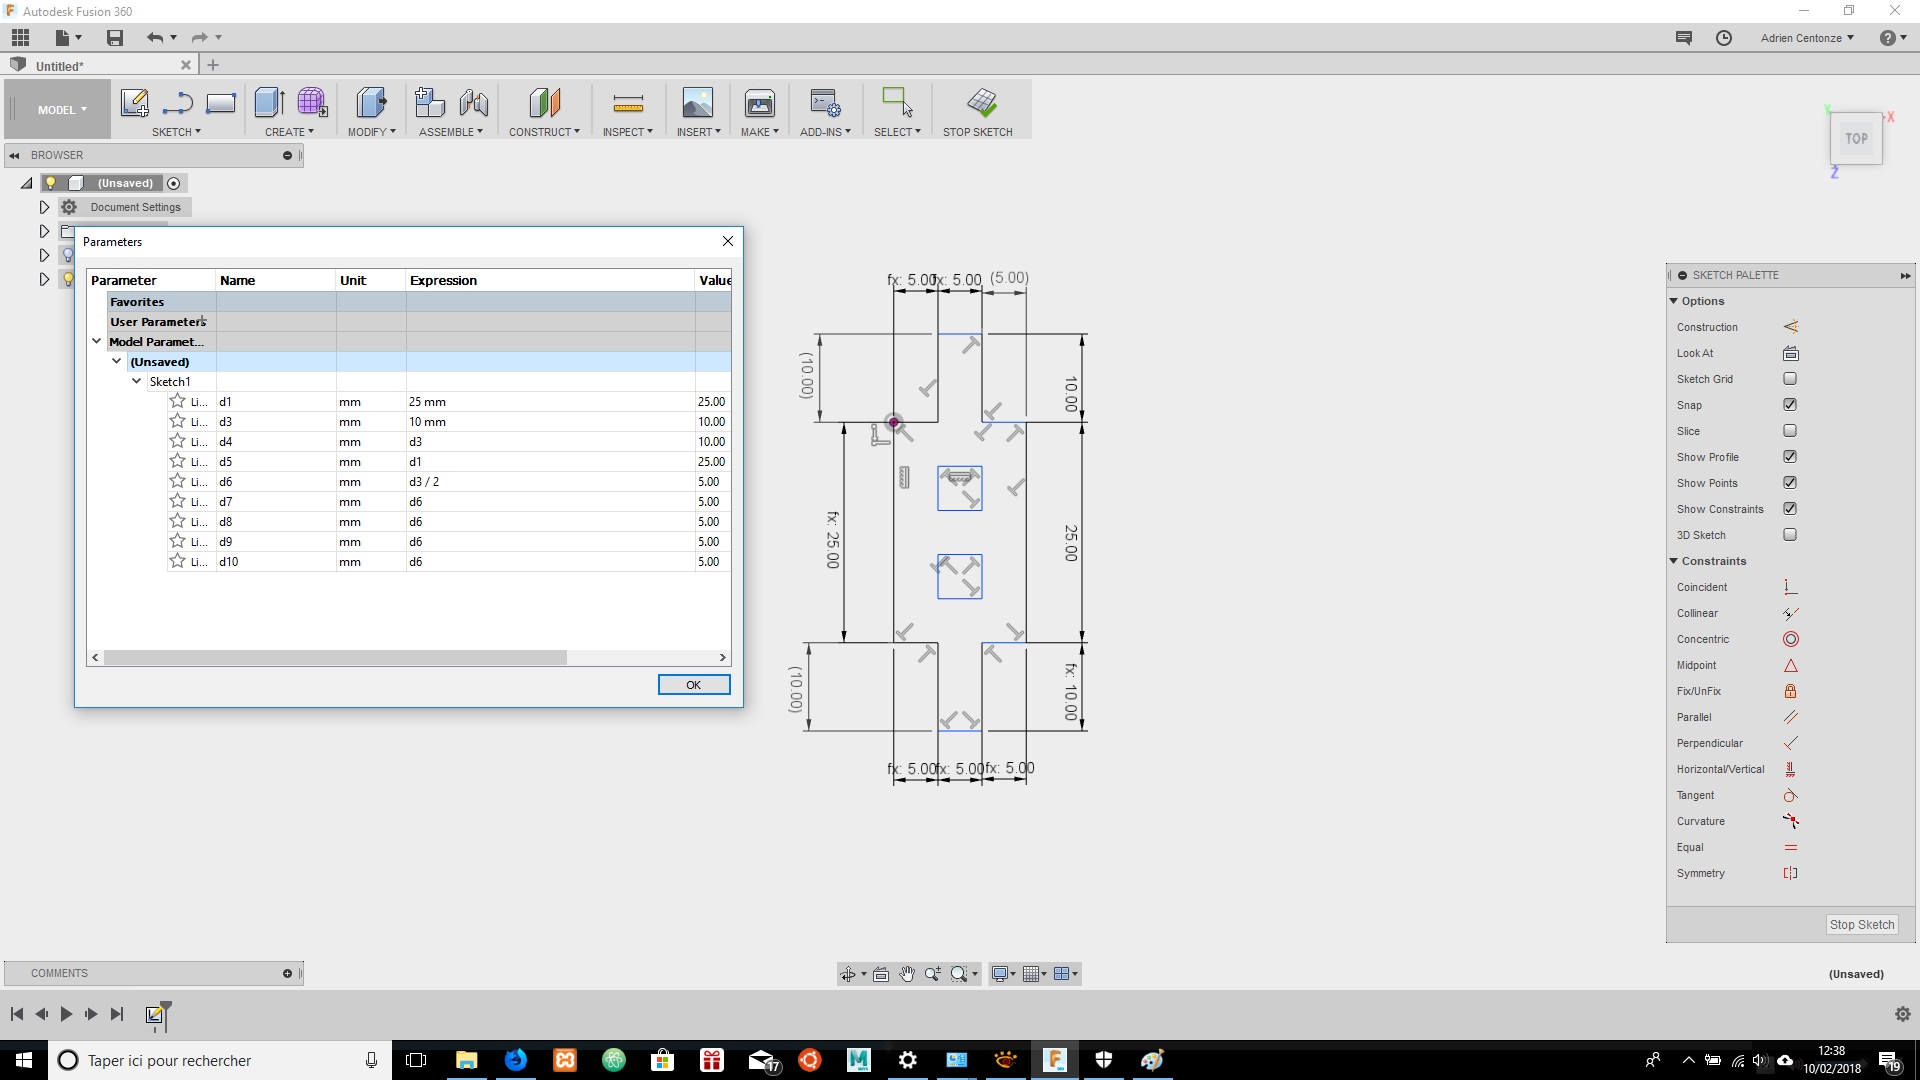 Autodesk Fusion 360
Adrien Centonze
Untitled*
MODEL
SKETCH
CREATE
MODIFY
ASSEMBLE
CONSTRUCT
INSPECT
INSERT
MAKE
ADD-INS
SELECT
STOP SKETCH
BROWSER
(Unsaved)
Document Settings
Y
X
TOP
Z
Parameters
Parameter Name Unit Expression Value
Favorites
User Parameters
Model Paramet...
(Unsaved)
Sketch1
Li... d1 mm 25 mm 25.00
Li... d3 mm 10 mm 10.00
Li... d4 mm d3 10.00
Li... d5 mm d1 25.00
Li... d6 mm d3 / 2 5.00
Li... d7 mm d6 5.00
Li... d8 mm d6 5.00
Li... d9 mm d6 5.00
Li... d10 mm d6 5.00
OK
fx: 5.00 fx: 5.00 (5.00)
(10.00)
10.00
fx: 25.00
25.00
(10.00)
fx: 10.00
fx: 5.00 fx: 5.00 fx: 5.00
SKETCH PALETTE
Options
Construction
Look At
Sketch Grid
Snap
Slice
Show Profile
Show Points
Show Constraints
3D Sketch
Constraints
Coincident
Collinear
Concentric
Midpoint
Fix/UnFix
Parallel
Perpendicular
Horizontal/Vertical
Tangent
Curvature
Equal
Symmetry
Stop Sketch
COMMENTS
(Unsaved)
Taper ici pour rechercher
17
12:38
10/02/2018
19